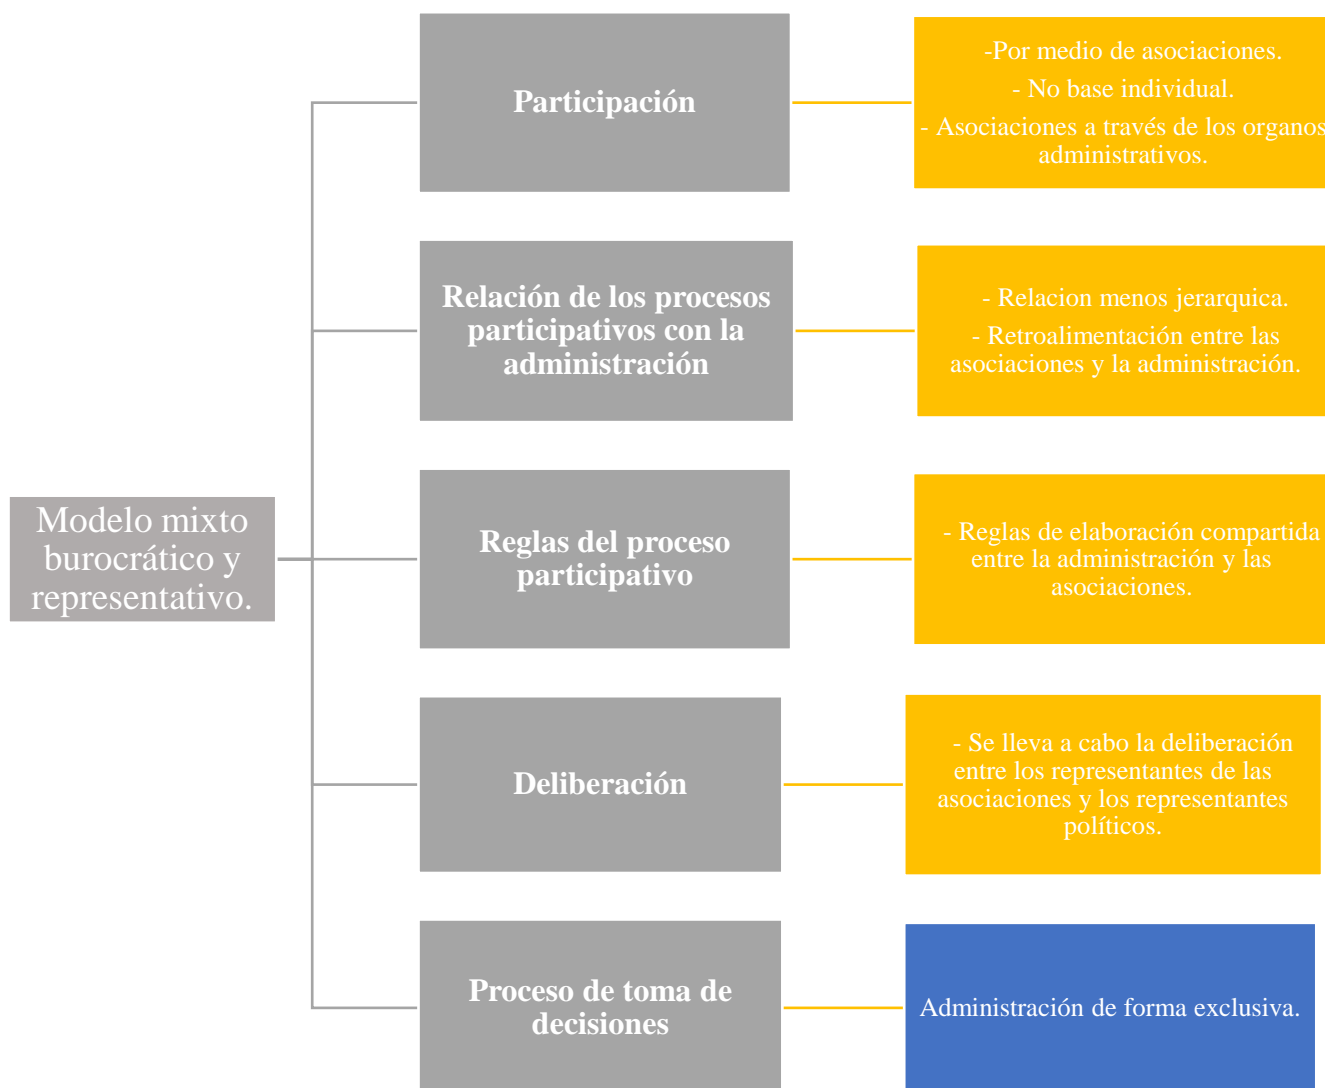 Participación
-Por medio de asociaciones.
- No base individual.
- Asociaciones a través de los organos
administrativos.
Relación de los procesos
participativos con la
administración
- Relacion menos jerarquica.
- Retroalimentación entre las
asociaciones y la administración.
Modelo mixto
burocrático y
representativo.
Reglas del proceso
participativo
- Reglas de elaboración compartida
entre la administración y las
asociaciones.
Deliberación
- Se lleva a cabo la deliberación
entre los representantes de las
asociaciones y los representantes
políticos.
Proceso de toma de
decisiones
Administración de forma exclusiva.